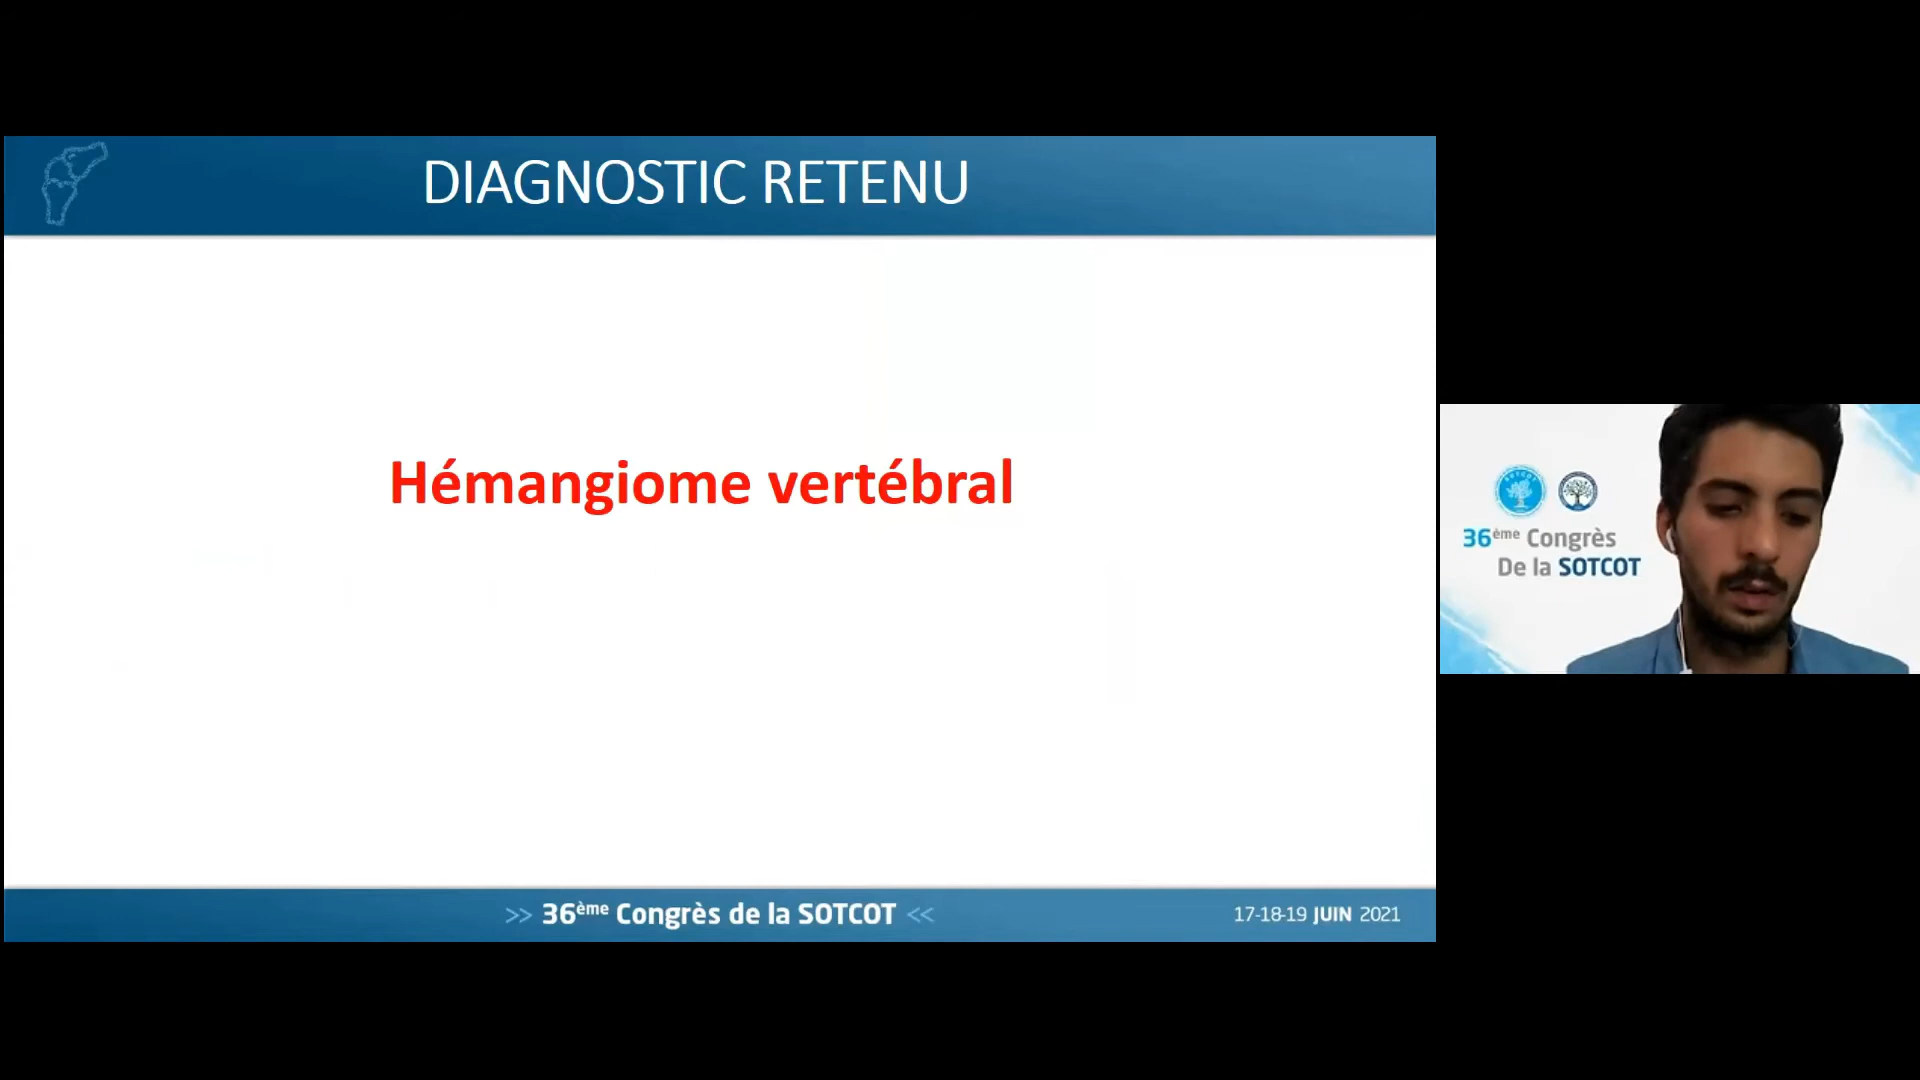 DIAGNOSTIC RETENU
Hémangiome vertébral
>> 36ème Congrès de la SOTCOT <<
17-18-19 JUIN 2021
36ème Congrès
De la SOTCOT